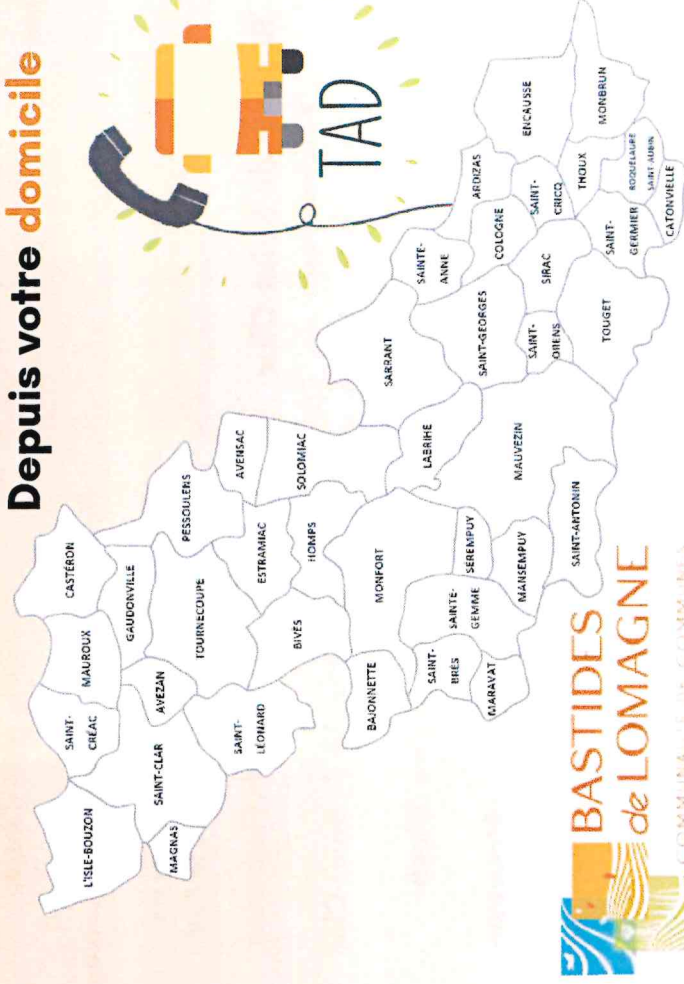 Depuis votre domicile
TAD
L'ISLE-BOUZON
SAINT-
CRÉAC
MAUROUX
CASTÉRON
MAGNAS
SAINT-CLAR
AVEZAN
GAUDONVILLE
TOURNECOUPE
PESSOULENS
SAINT-
LÉONARD
BIVÈS
ESTRAMIAC
AVENSAC
HOMPS
SOLOMIAC
BAJONNETTE
MONFORT
SARRANT
SAINTE-
ANNE
ARDIZAS
LABRIHE
SAINT-
BRÈS
SAINTE-
GEMME
SEREMPUY
MARAVAT
MANSEMPUY
MAUVEZIN
SAINT-GEORGES
COLOGNE
ENCAUSSE
SAINT-
CRICQ
SAINT-
ORENS
SIRAC
THOUX
MONBRUN
SAINT-ANTONIN
TOUGET
SAINT-
GERMIER
ROQUELAURE
SAINT AUBIN
CATONVIELLE
BASTIDES
de LOMAGNE
COMMUNAUTÉ DE COMMUNES